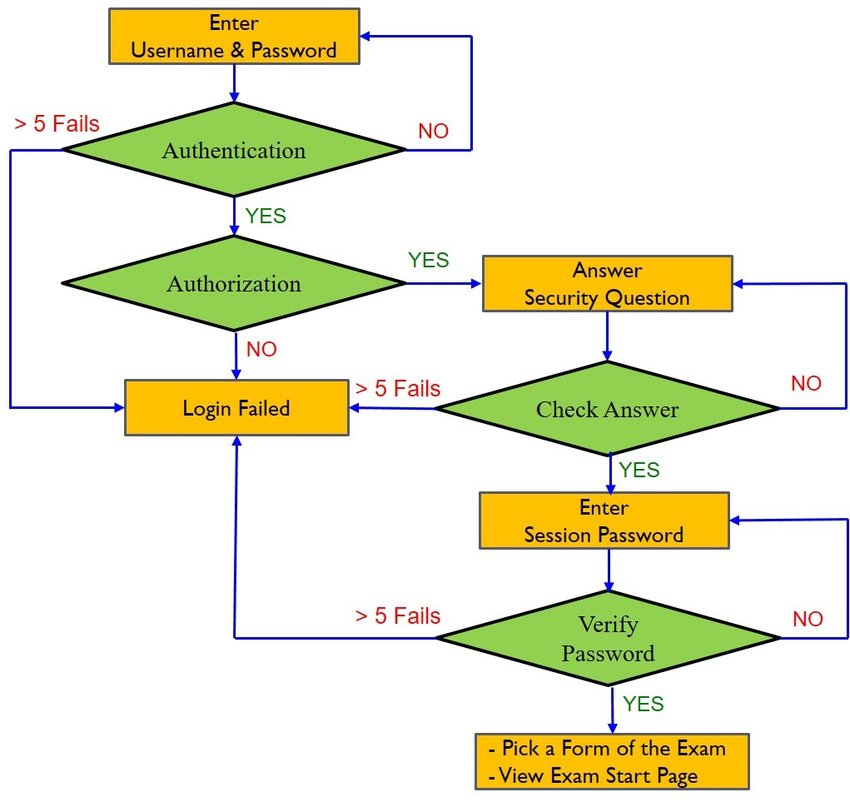 Enter
Username & Password
> 5 Fails
NO
Authentication
YES
YES
Authorization
Answer
Security Question
NO
> 5 Fails
NO
Login Failed
Check Answer
YES
Enter
Session Password
> 5 Fails
NO
Verify
Password
YES
- Pick a Form of the Exam
- View Exam Start Page